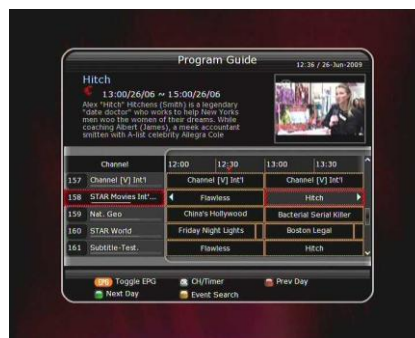 Program Guide
12:36 / 26-Jun-2009
Hitch
13:00/26/06 ~ 15:00/26/06
Alex "Hitch" Hitchens (Smith) is a legendary
"date doctor" who works to help New Yorks
men woo the women of their dreams. While
coaching Albert (James), a meek accountant
smitten with A-list celebrity Allegra Cole
Channel 12:00 12:30 13:00 13:30
157 Channel [V] Int'l Channel [V] Int'l Channel [V] Int'l
158 STAR Movies Int'... Flawless Hitch
159 Nat. Geo China's Hollywood Bacterial Serial Killer
160 STAR World Friday Night Lights Boston Legal
161 Subtitle-Test. Flawless Hitch
EPG Toggle EPG CH/Timer Prev Day
Next Day Event Search